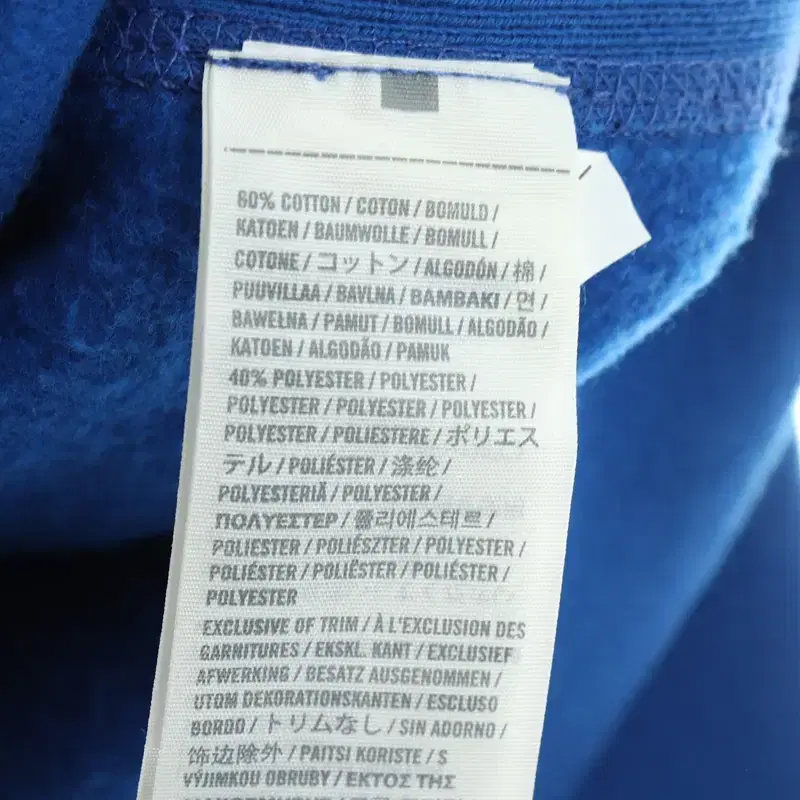 60% COTTON / COTON / BOMULD /
KATOEN / BAUMWOLLE / BOMULL /
COTONE / コットン / ALGODÓN / 棉 /
PUUVILLAA / BAVLNA / BAMBAKI / 면 /
BAWEŁNA / PAMUT / BOMULL / ALGODÃO /
KATOEN / ALGODÃO / PAMUK
40% POLYESTER / POLYESTER /
POLYESTER / POLYESTER / POLYESTER /
POLYESTER / POLIESTERE / ポリエス
テル / POLIÉSTER / 涤纶 /
POLYESTERIÄ / POLYESTER /
ΠΟΛΥΕΣΤΕΡ / 폴리에스테르 /
POLIESTER / POLIÉSZTER / POLYESTER /
POLIÉSTER / POLIËSTER / POLIÉSTER /
POLYESTER
EXCLUSIVE OF TRIM / À L'EXCLUSION DES
GARNITURES / EKSKL. KANT / EXCLUSIEF
AFWERKING / BESATZ AUSGENOMMEN /
UTOM DEKORATIONSKANTEN / ESCLUSO
BORDO / トリムなし / SIN ADORNO /
饰边除外 / PAITSI KORISTE / S
VÝJIMKOU OBRUBY / ΕΚΤΟΣ ΤΗΣ